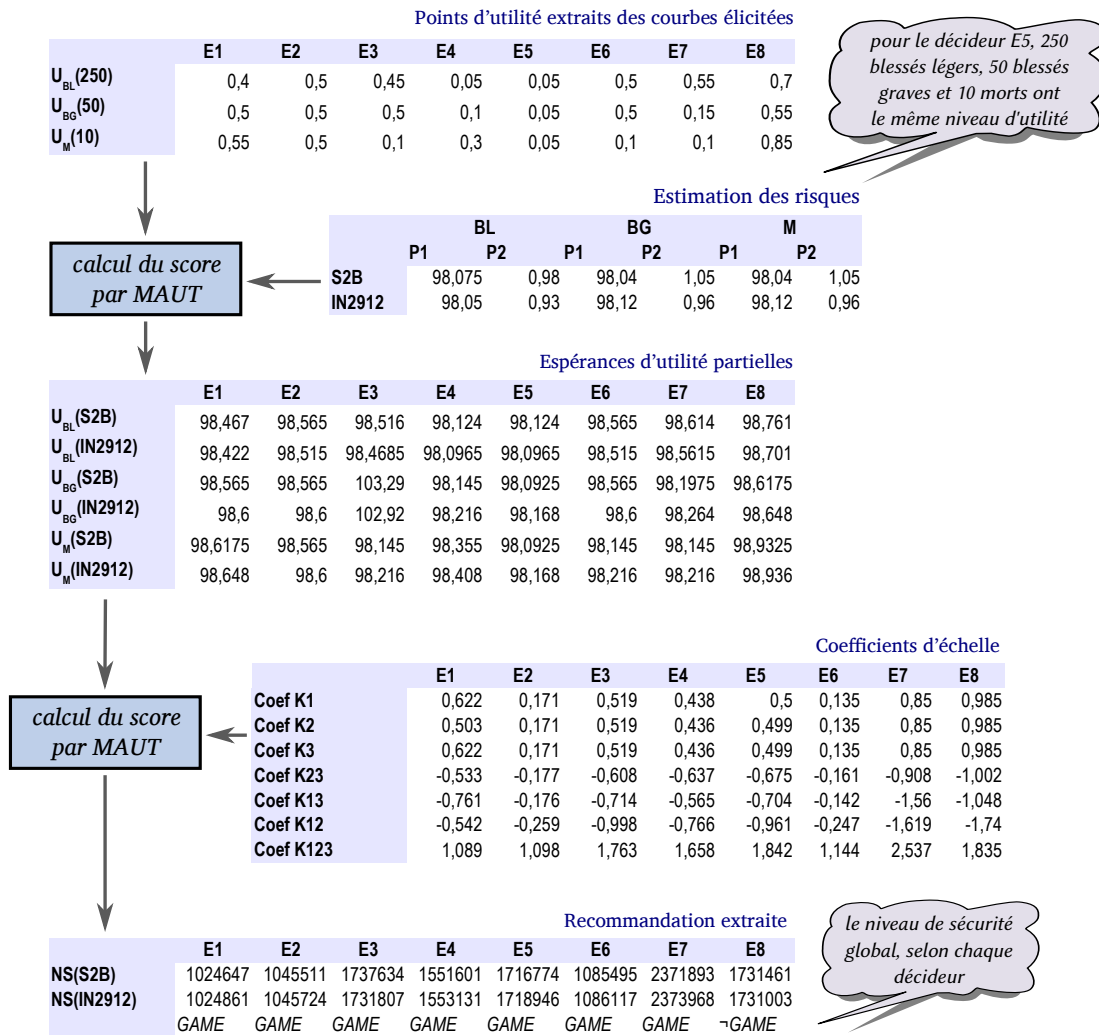 Points d’utilité extraits des courbes élicitées
E1 E2 E3 E4 E5 E6 E7 E8
U_BL(250) 0,4 0,5 0,45 0,05 0,05 0,5 0,55 0,7
U_BG(50) 0,5 0,5 0,5 0,1 0,05 0,5 0,15 0,55
U_M(10) 0,55 0,5 0,1 0,3 0,05 0,1 0,1 0,85
pour le décideur E5, 250
blessés légers, 50 blessés
graves et 10 morts ont
le même niveau d'utilité
Estimation des risques
BL BG M
P1 P2 P1 P2 P1 P2
S2B 98,075 0,98 98,04 1,05 98,04 1,05
IN2912 98,05 0,93 98,12 0,96 98,12 0,96
calcul du score
par MAUT
Espérances d’utilité partielles
E1 E2 E3 E4 E5 E6 E7 E8
U_BL(S2B) 98,467 98,565 98,516 98,124 98,124 98,565 98,614 98,761
U_BL(IN2912) 98,422 98,515 98,4685 98,0965 98,0965 98,515 98,5615 98,701
U_BG(S2B) 98,565 98,565 103,29 98,145 98,0925 98,565 98,1975 98,6175
U_BG(IN2912) 98,6 98,6 102,92 98,216 98,168 98,6 98,264 98,648
U_M(S2B) 98,6175 98,565 98,145 98,355 98,0925 98,145 98,145 98,9325
U_M(IN2912) 98,648 98,6 98,216 98,408 98,168 98,216 98,216 98,936
Coefficients d’échelle
E1 E2 E3 E4 E5 E6 E7 E8
Coef K1 0,622 0,171 0,519 0,438 0,5 0,135 0,85 0,985
Coef K2 0,503 0,171 0,519 0,436 0,499 0,135 0,85 0,985
Coef K3 0,622 0,171 0,519 0,436 0,499 0,135 0,85 0,985
Coef K23 -0,533 -0,177 -0,608 -0,637 -0,675 -0,161 -0,908 -1,002
Coef K13 -0,761 -0,176 -0,714 -0,565 -0,704 -0,142 -1,56 -1,048
Coef K12 -0,542 -0,259 -0,998 -0,766 -0,961 -0,247 -1,619 -1,74
Coef K123 1,089 1,098 1,763 1,658 1,842 1,144 2,537 1,835
calcul du score
par MAUT
Recommandation extraite
E1 E2 E3 E4 E5 E6 E7 E8
NS(S2B) 1024647 1045511 1737634 1551601 1716774 1085495 2371893 1731461
NS(IN2912) 1024861 1045724 1731807 1553131 1718946 1086117 2373968 1731003
GAME GAME GAME GAME GAME GAME GAME ¬GAME
le niveau de sécurité
global, selon chaque
décideur